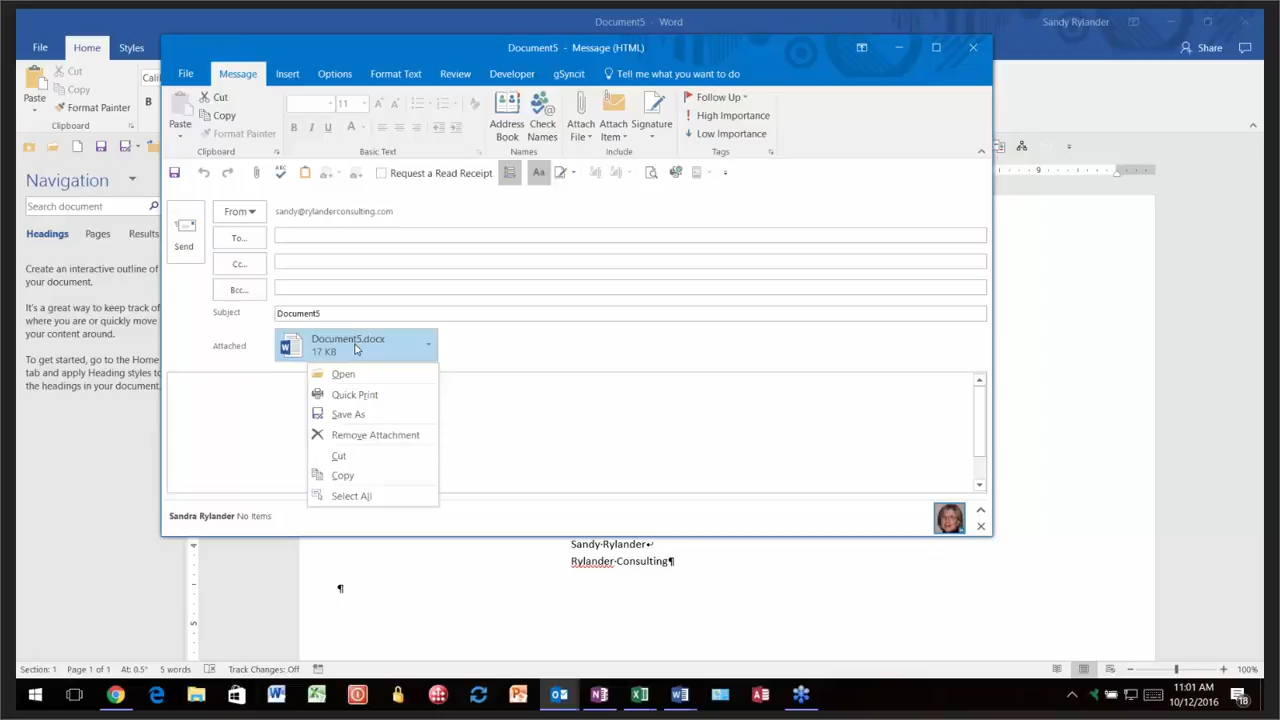 Document5 - Word
Sandy Rylander
File
Home
Styles
Share
Document5 - Message (HTML)
File
Message
Insert
Options
Format Text
Review
Developer
gSyncit
Tell me what you want to do
Paste
Cut
Copy
Format Painter
Clipboard
Calib
B
Paste
Cut
Copy
Format Painter
Clipboard
11
B I U A
Basic Text
Address Book
Check Names
Names
Attach File
Attach Item
Signature
Include
Follow Up
High Importance
Low Importance
Tags
Request a Read Receipt
Aa
9
Navigation
Search document
Headings
Pages
Results
Create an interactive outline of
your document.
It's a great way to keep track of
where you are or quickly move
your content around.
To get started, go to the Home
tab and apply Heading styles to
the headings in your document.
Send
From
sandy@rylanderconsulting.com
To...
Cc...
Bcc...
Subject
Document5
Attached
Document5.docx
17 KB
Open
Quick Print
Save As
Remove Attachment
Cut
Copy
Select All
Sandra Rylander No Items
4
5
Sandy·Rylander↵
Rylander·Consulting¶
¶
Section: 1
Page 1 of 1
At: 0.5"
5 words
Track Changes: Off
100%
11:01 AM
10/12/2016
18